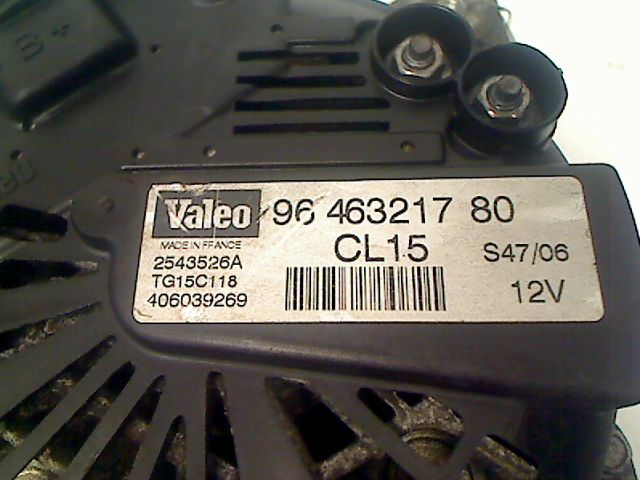 Valeo 96 463217 80
MADE IN FRANCE
CL15 S47/06
2543526A
TG15C118
406039269
12V